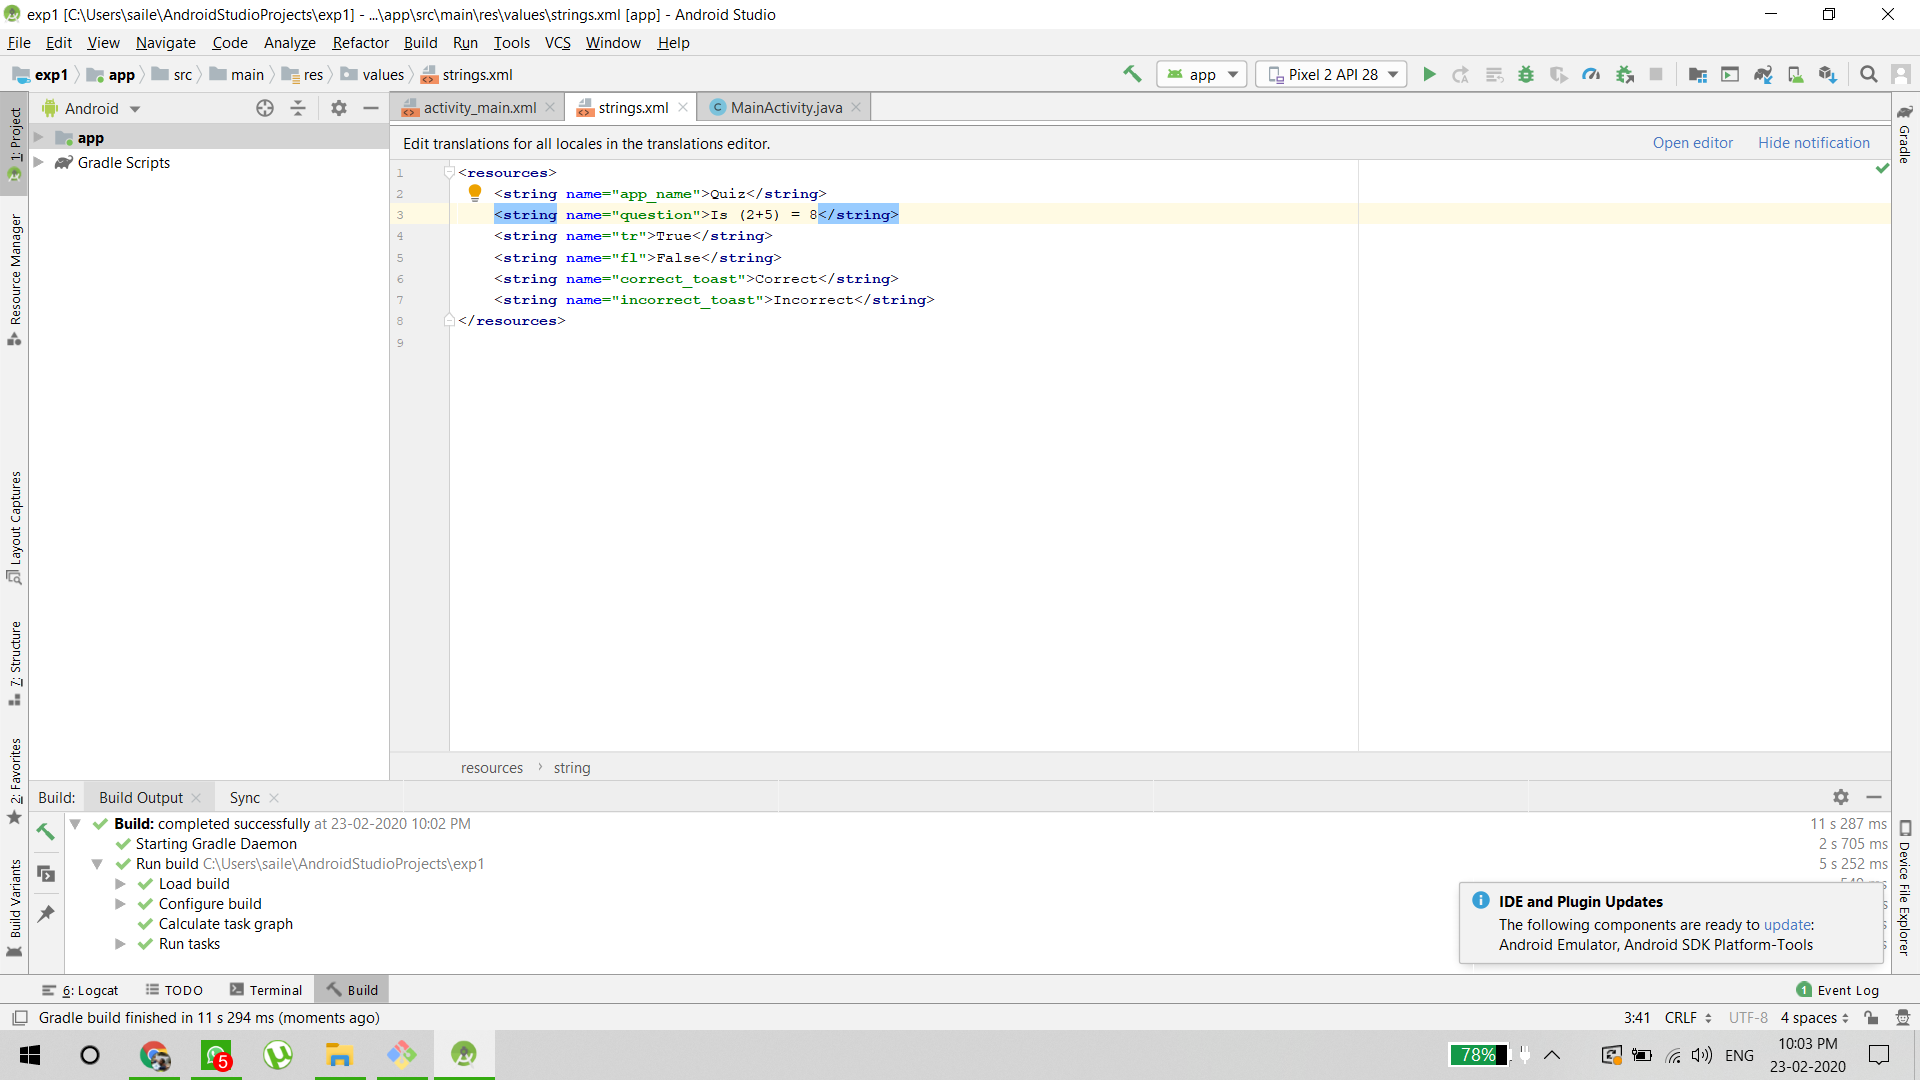 exp1 [C:\Users\saile\AndroidStudioProjects\exp1] - ...\app\src\main\res\values\strings.xml [app] - Android Studio
File Edit View Navigate Code Analyze Refactor Build Run Tools VCS Window Help
exp1 app src main res values strings.xml app Pixel 2 API 28
Android activity_main.xml strings.xml MainActivity.java
Edit translations for all locales in the translations editor. Open editor Hide notification
app
Gradle Scripts
1 <resources>
2 <string name="app_name">Quiz</string>
3 <string name="question">Is (2+5) = 8</string>
4 <string name="tr">True</string>
5 <string name="fl">False</string>
6 <string name="correct_toast">Correct</string>
7 <string name="incorrect_toast">Incorrect</string>
8 </resources>
9
1: Project
Resource Manager
Layout Captures
7: Structure
2: Favorites
Build Variants
Gradle
Device File Explorer
resources › string
Build: Build Output Sync
Build: completed successfully at 23-02-2020 10:02 PM 11 s 287 ms
Starting Gradle Daemon 2 s 705 ms
Run build C:\Users\saile\AndroidStudioProjects\exp1 5 s 252 ms
Load build
Configure build
Calculate task graph
Run tasks
IDE and Plugin Updates
The following components are ready to update:
Android Emulator, Android SDK Platform-Tools
6: Logcat TODO Terminal Build 1 Event Log
Gradle build finished in 11 s 294 ms (moments ago) 3:41 CRLF UTF-8 4 spaces
5 78% ENG 10:03 PM
23-02-2020